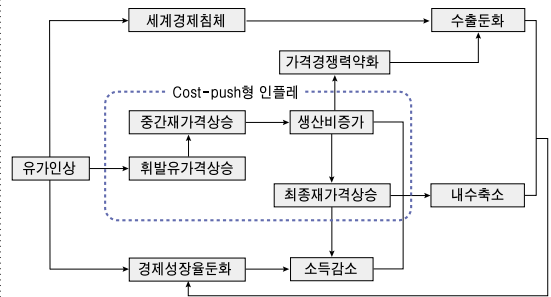 세계경제침체
수출둔화
가격경쟁력약화
Cost-push형 인플레
중간재가격상승
생산비증가
유가인상
휘발유가격상승
최종재가격상승
내수축소
경제성장율둔화
소득감소